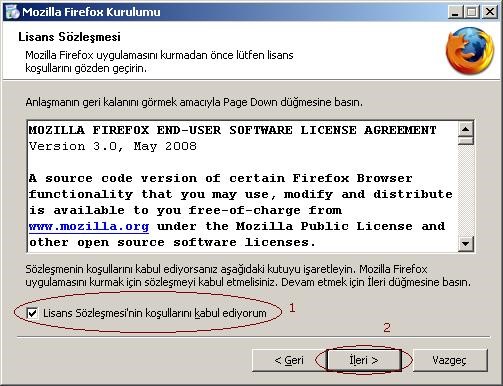 Mozilla Firefox Kurulumu
Lisans Sözleşmesi
Mozilla Firefox uygulamasını kurmadan önce lütfen lisans
koşullarını gözden geçirin.
Anlaşmanın geri kalanını görmek amacıyla Page Down düğmesine basın.
MOZILLA FIREFOX END-USER SOFTWARE LICENSE AGREEMENT
Version 3.0, May 2008
A source code version of certain Firefox Browser
functionality that you may use, modify and distribute
is available to you free-of-charge from
www.mozilla.org under the Mozilla Public License and
other open source software licenses.
Sözleşmenin koşullarını kabul ediyorsanız aşağıdaki kutuyu işaretleyin. Mozilla Firefox
uygulamasını kurmak için sözleşmeyi kabul etmelisiniz. Devam etmek için İleri düğmesine basın.
Lisans Sözleşmesi'nin koşullarını kabul ediyorum 1
2
< Geri İleri > Vazgeç